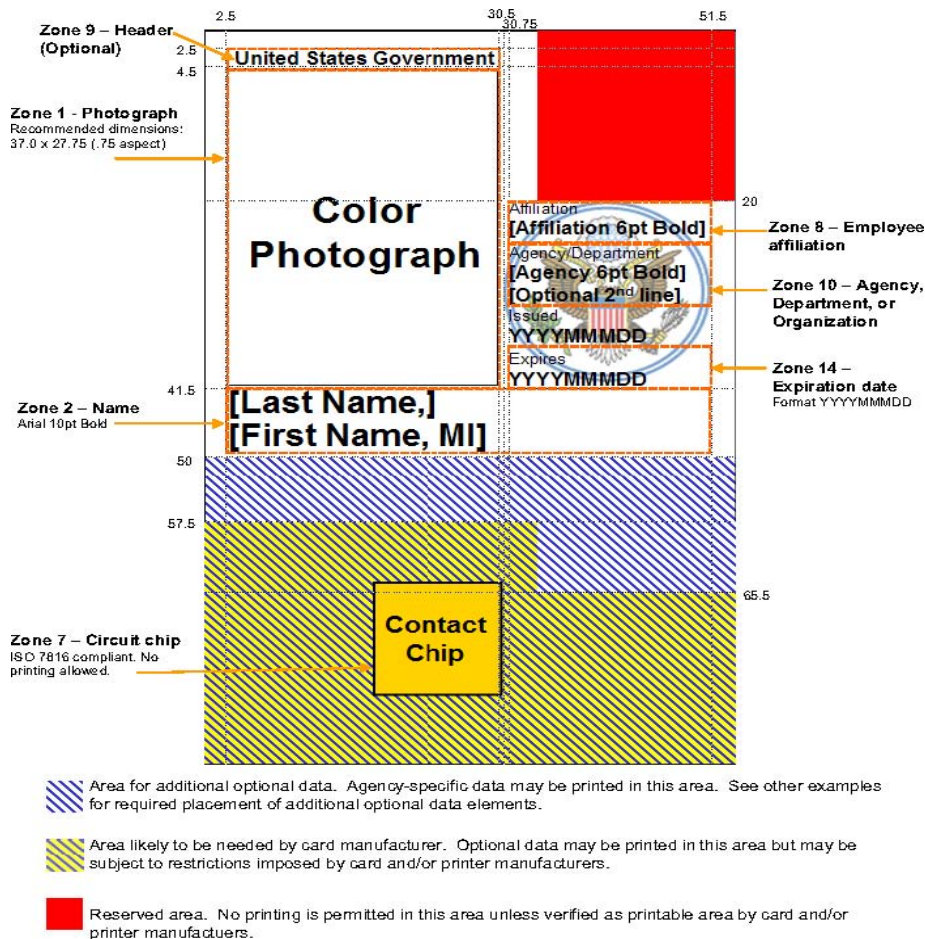 2.5
30.5
30.75
51.5
Zone 9 – Header
(Optional)
2.5
United States Government
4.5
Zone 1 - Photograph
Recommended dimensions:
37.0 x 27.75 (.75 aspect)
Color
Photograph
20
Affiliation
[Affiliation 6pt Bold]
Zone 8 – Employee
affiliation
Agency/Department
[Agency 6pt Bold]
[Optional 2nd line]
Zone 10 – Agency,
Department, or
Organization
Issued
YYYYMMMDD
Expires
YYYYMMMDD
Zone 14 –
Expiration date
Format YYYYMMMDD
41.5
Zone 2 – Name
Arial 10pt Bold
[Last Name,]
[First Name, MI]
50
57.5
65.5
Zone 7 – Circuit chip
ISO 7816 compliant. No
printing allowed.
Contact
Chip
Area for additional optional data. Agency-specific data may be printed in this area. See other examples
for required placement of additional optional data elements.
Area likely to be needed by card manufacturer. Optional data may be printed in this area but may be
subject to restrictions imposed by card and/or printer manufacturers.
Reserved area. No printing is permitted in this area unless verified as printable area by card and/or
printer manufactuers.